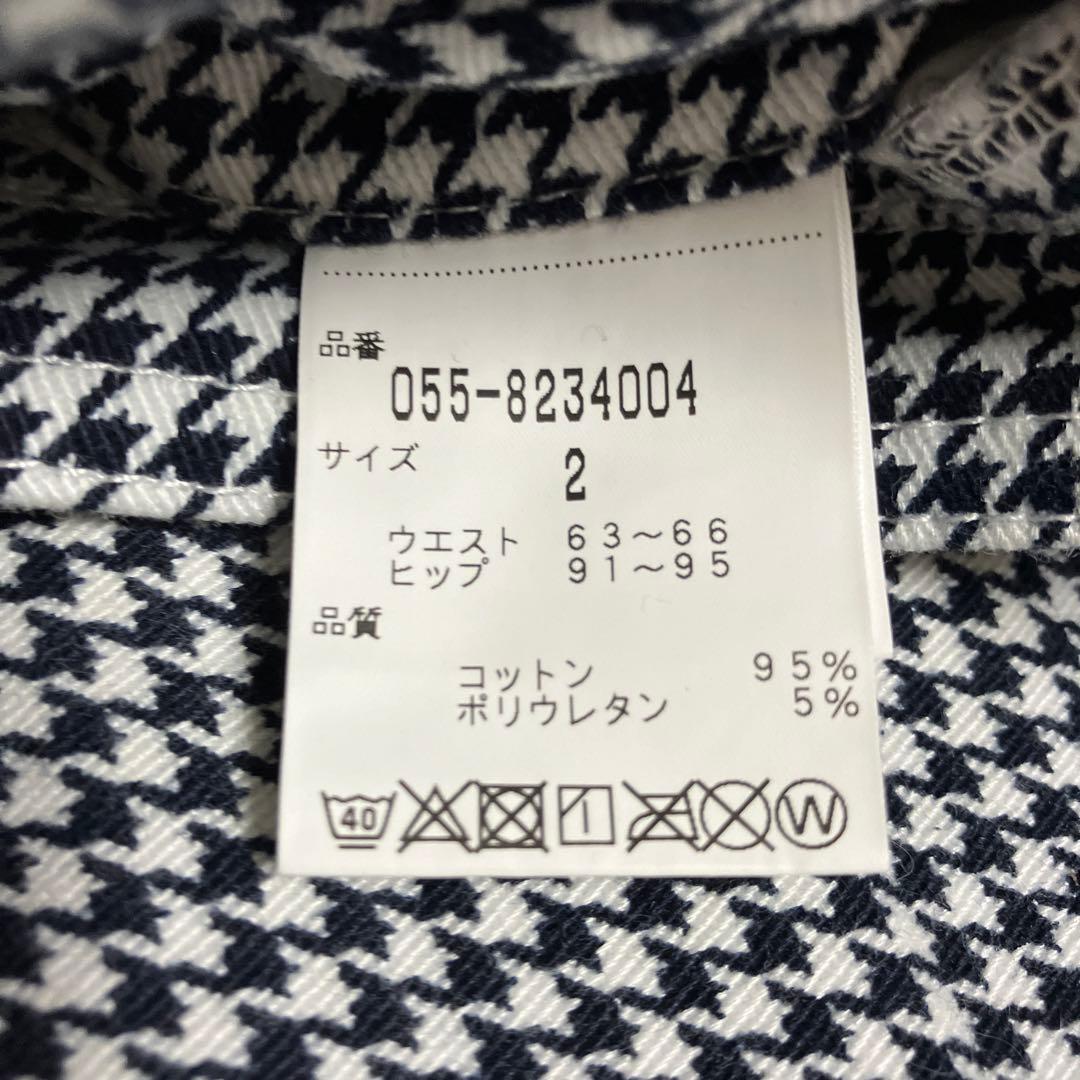 品番
055-8234004
サイズ 2
ウエスト 63～66
ヒップ 91～95
品質
コットン 95%
ポリウレタン 5%
40 W